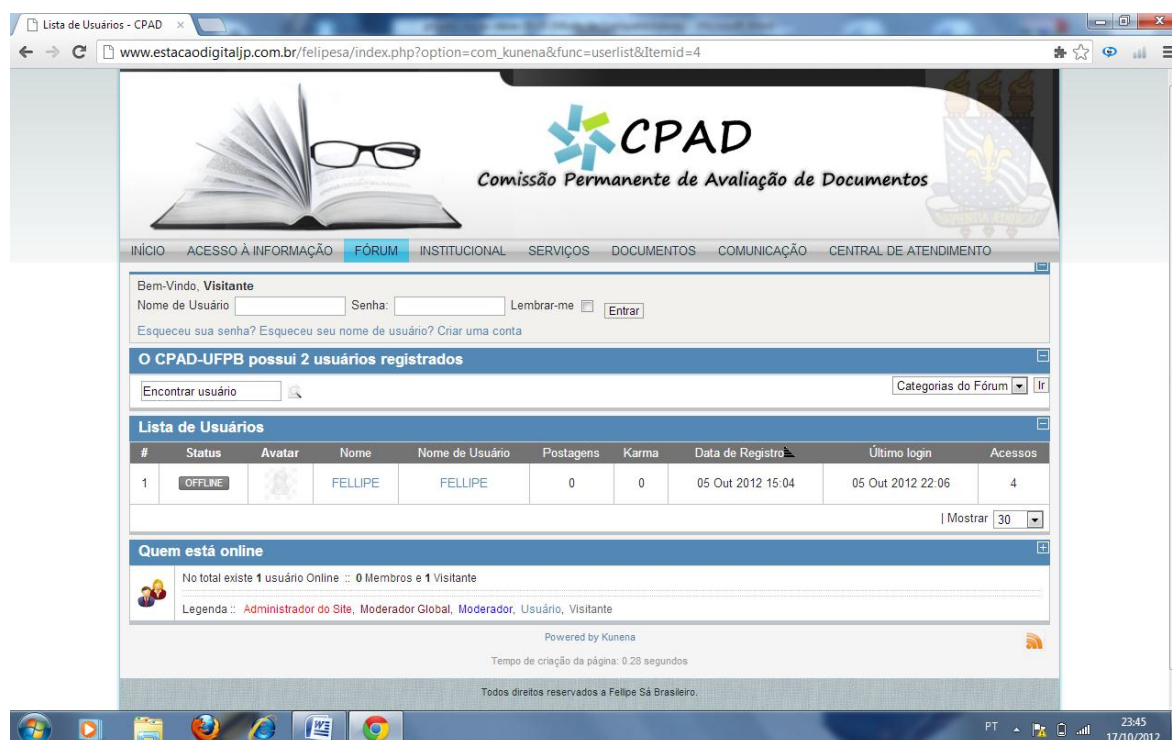 Lista de Usuários - CPAD
www.estacaodigitaljp.com.br/felipesa/index.php?option=com_kunena&func=userlist&Itemid=4
CPAD
Comissão Permanente de Avaliação de Documentos
INÍCIO ACESSO À INFORMAÇÃO FÓRUM INSTITUCIONAL SERVIÇOS DOCUMENTOS COMUNICAÇÃO CENTRAL DE ATENDIMENTO
Bem-Vindo, Visitante
Nome de Usuário Senha: Lembrar-me Entrar
Esqueceu sua senha? Esqueceu seu nome de usuário? Criar uma conta
O CPAD-UFPB possui 2 usuários registrados
Encontrar usuário Categorias do Fórum Ir
Lista de Usuários
# Status Avatar Nome Nome de Usuário Postagens Karma Data de Registro Último login Acessos
1 OFFLINE FELLIPE FELLIPE 0 0 05 Out 2012 15:04 05 Out 2012 22:06 4
| Mostrar 30
Quem está online
No total existe 1 usuário Online :: 0 Membros e 1 Visitante
Legenda :: Administrador do Site, Moderador Global, Moderador, Usuário, Visitante
Powered by Kunena
Tempo de criação da página: 0.28 segundos
Todos direitos reservados a Fellipe Sá Brasileiro.
PT 23:45
17/10/2012